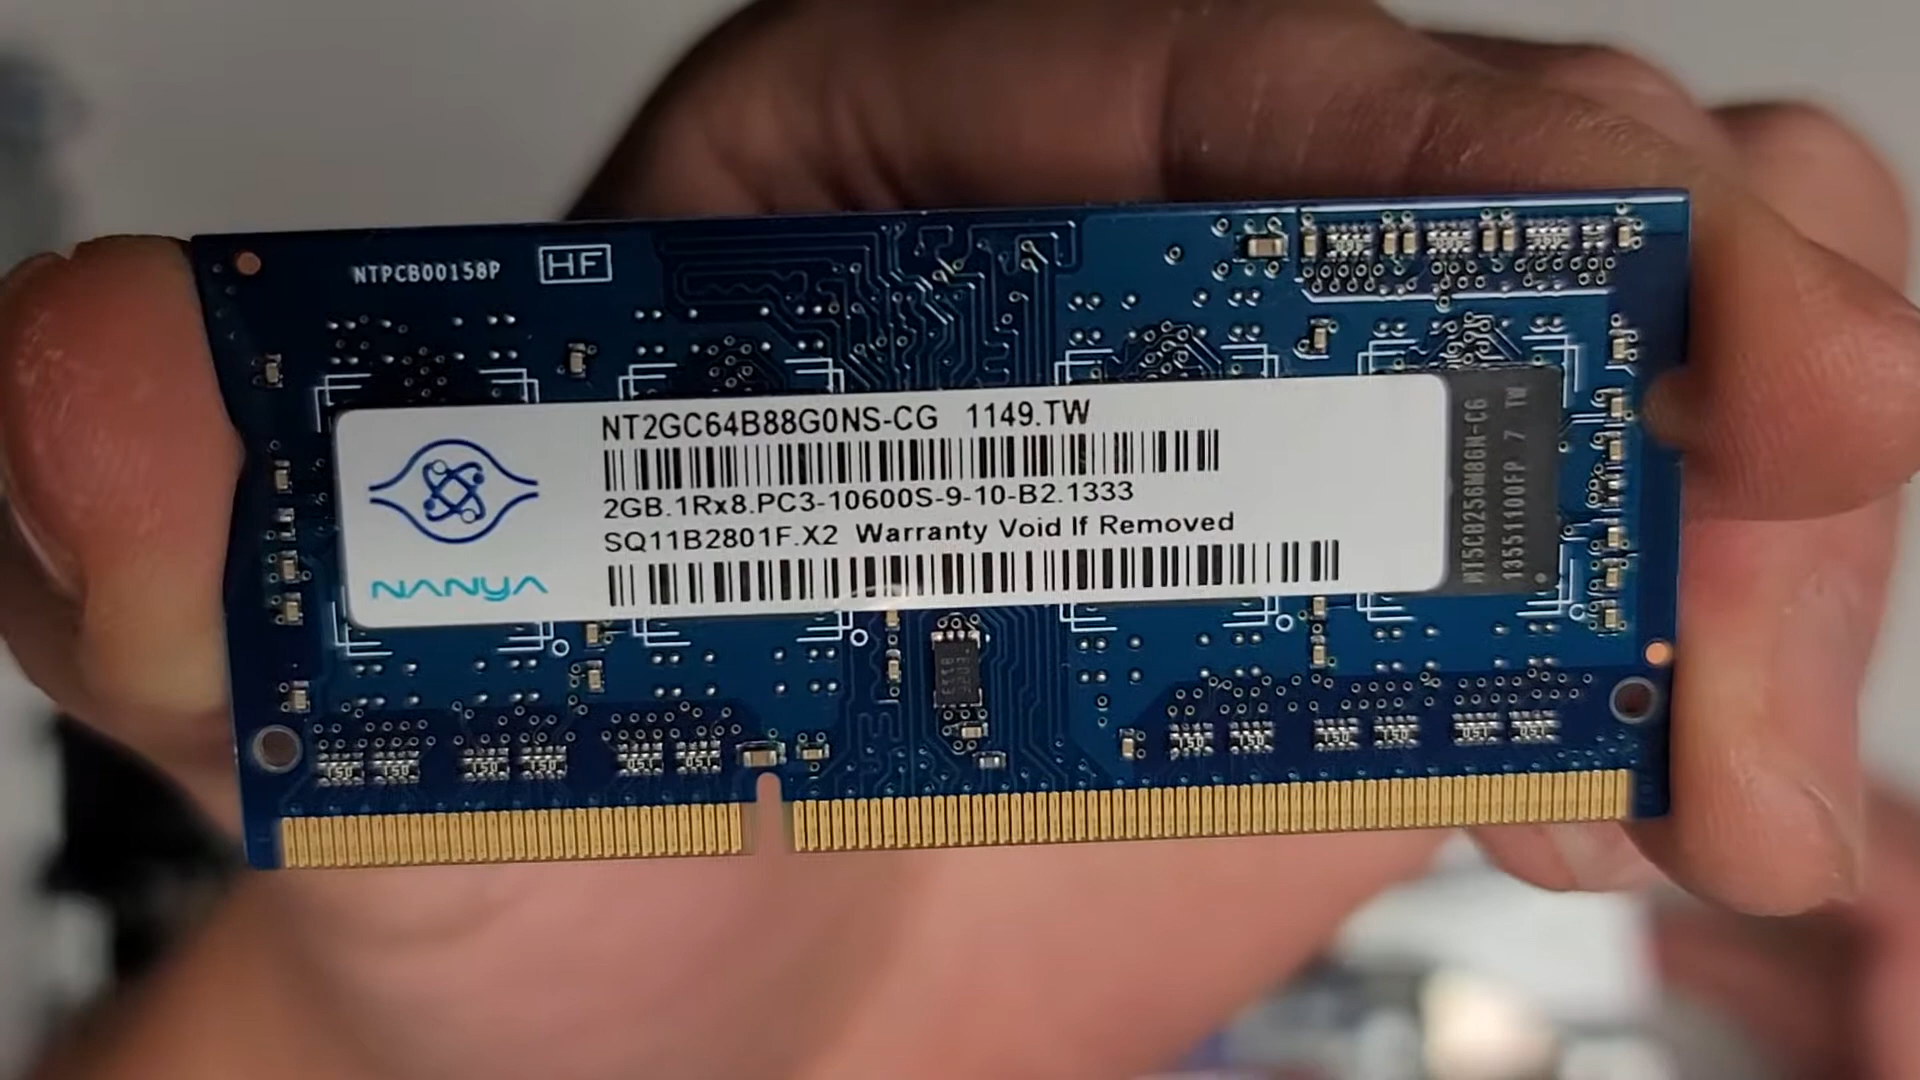 NTPCB00158P HF
NT2GC64B88G0NS-CG 1149.TW
2GB.1Rx8.PC3-10600S-9-10-B2.1333
SQ11B2801F.X2 Warranty Void If Removed
NANYA
NT5CB256M8GN-CG
13551100FP 7 TW